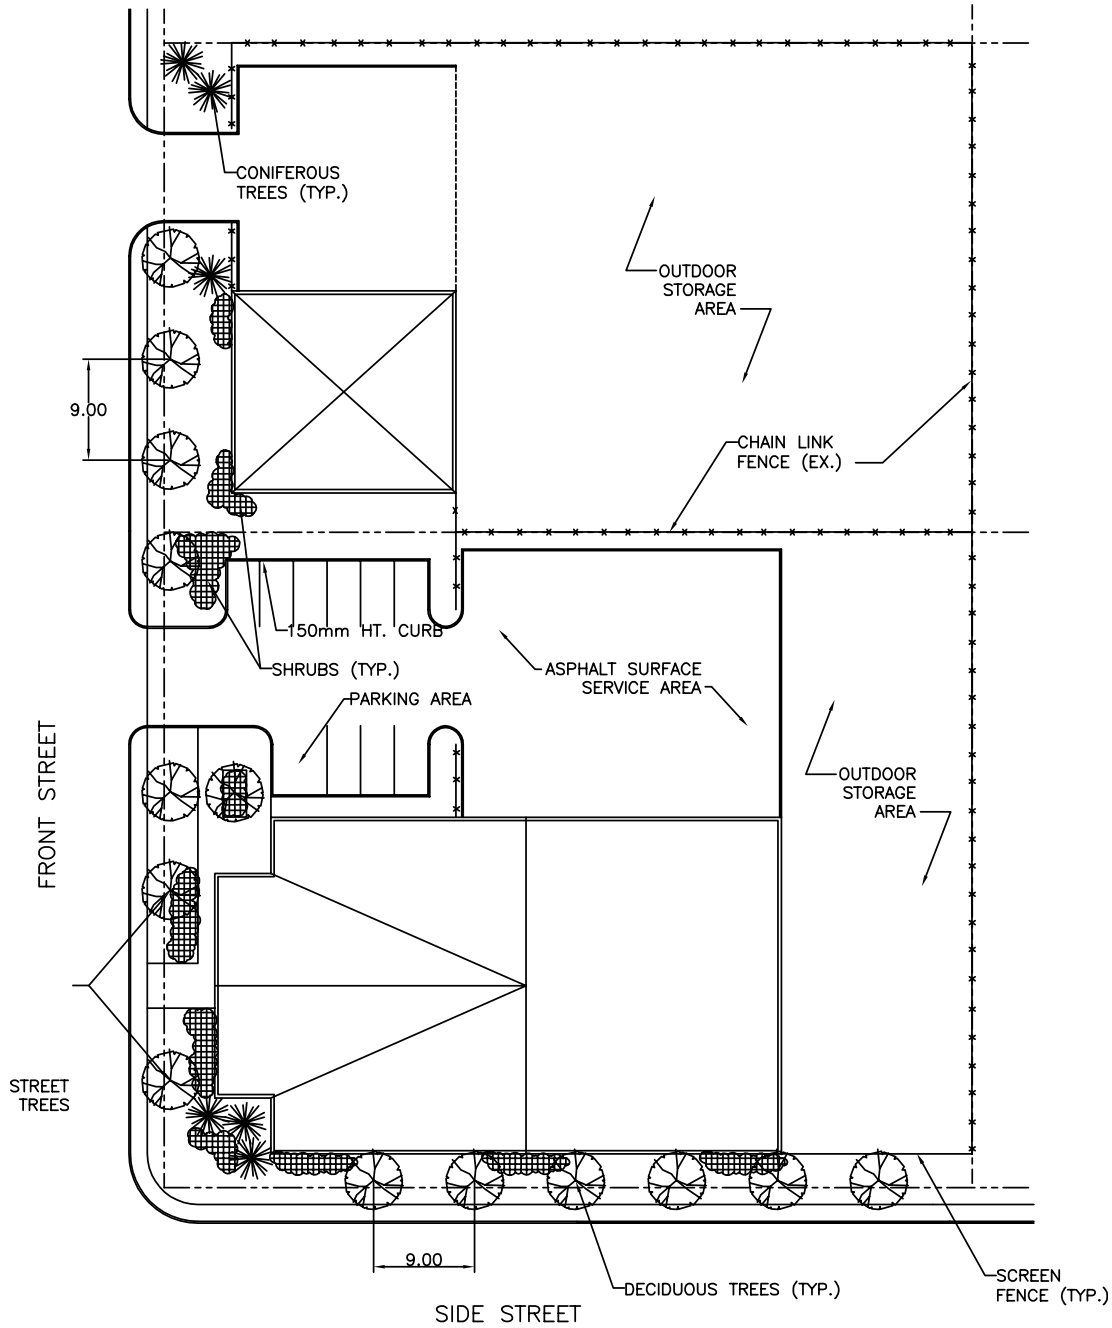 CONIFEROUS
TREES (TYP.)
OUTDOOR
STORAGE
AREA
9.00
CHAIN LINK
FENCE (EX.)
150mm HT. CURB
SHRUBS (TYP.)
ASPHALT SURFACE
SERVICE AREA
PARKING AREA
FRONT STREET
OUTDOOR
STORAGE
AREA
STREET
TREES
9.00
DECIDUOUS TREES (TYP.)
SCREEN
FENCE (TYP.)
SIDE STREET